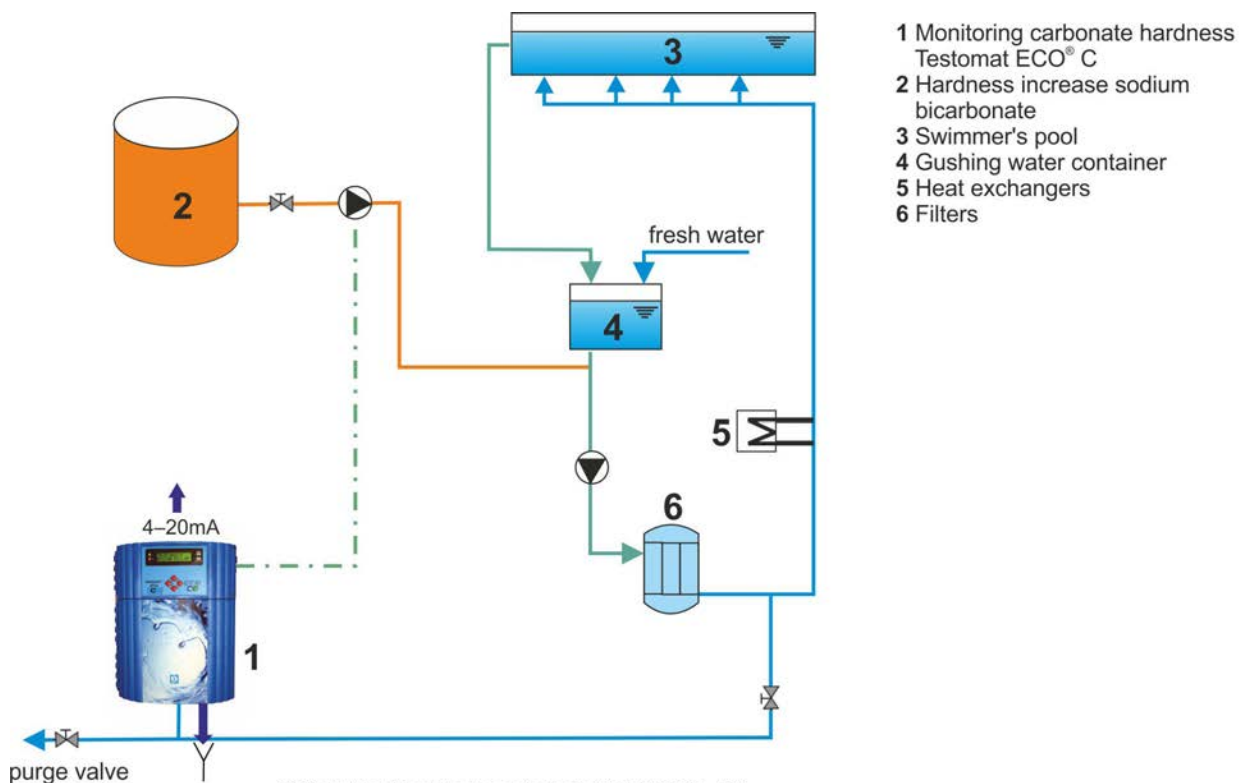 1 Monitoring carbonate hardness
Testomat ECO® C
2 Hardness increase sodium
bicarbonate
3 Swimmer's pool
4 Gushing water container
5 Heat exchangers
6 Filters
3
2
fresh water
4
5
6
4–20mA
1
purge valve